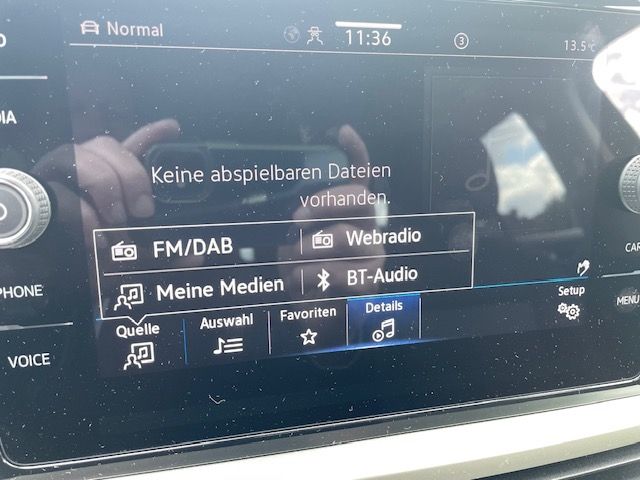 Normal
11:36
3
13.5°C
Keine abspielbaren Dateien
vorhanden.
FM/DAB
Webradio
Meine Medien
BT-Audio
Quelle
Auswahl
Favoriten
Details
Setup
PHONE
VOICE
MENU